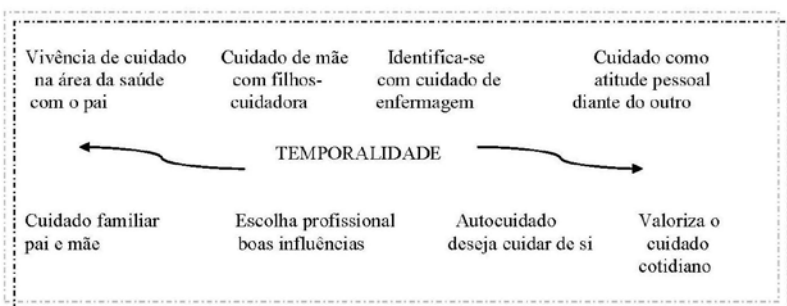 Vivência de cuidado
na área da saúde
com o pai
Cuidado de mãe
com filhos-
cuidadora
Identifica-se
com cuidado de
enfermagem
Cuidado como
atitude pessoal
diante do outro
TEMPORALIDADE
Cuidado familiar
pai e mãe
Escolha profissional
boas influências
Autocuidado
deseja cuidar de si
Valoriza o
cuidado
cotidiano